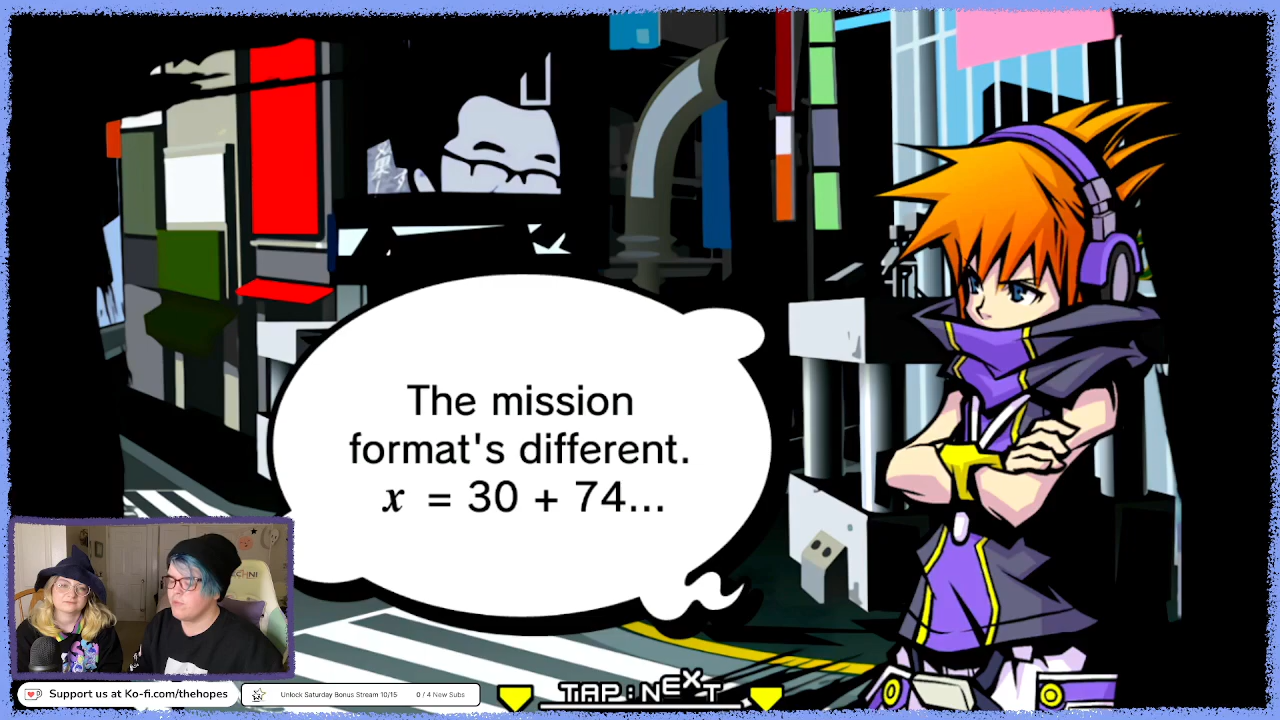 The mission
format's different.
x = 30 + 74...
TAP: NEXT
Support us at Ko-fi.com/thehopes
Unlock Saturday Bonus Stream 10/15
0 / 4 New Subs